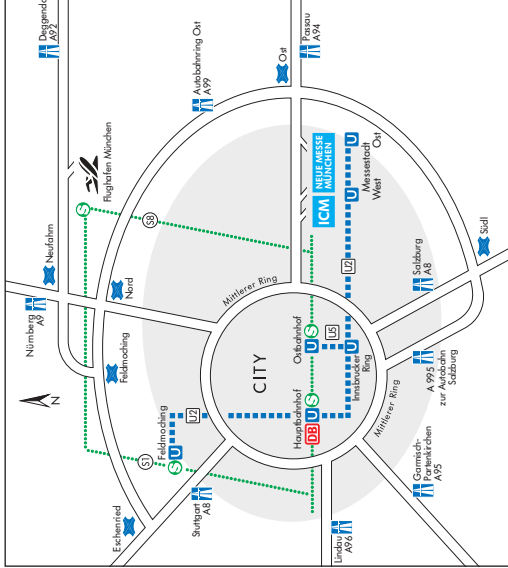 Deggendo
A92
Passau
A94
Autobahnring Ost
A99
Ost
Flughafen München
S
S8
Neufahrn
Nürnberg
A9
Nord
Feldmoching
N
Mittlerer Ring
ICM
NEUE MESSE
MÜNCHEN
U
U
Messestadt
West
Ost
U2
Salzburg
A8
Südl
CITY
S
Ostbahnhof
U
U5
S
Hauptbahnhof
U
DB
U
Innsbrucker
Ring
Mittlerer Ring
A 995
zur Autobahn
Salzburg
Feldmoching
U
S
U2
S1
Eschenried
Stuttgart
A8
Lindau
A96
Garmisch-
Partenkirchen
A95